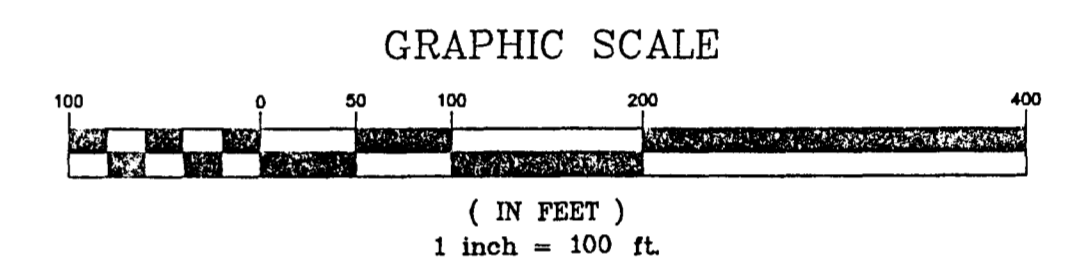 GRAPHIC SCALE
100 0 50 100 200 400
( IN FEET )
1 inch = 100 ft.